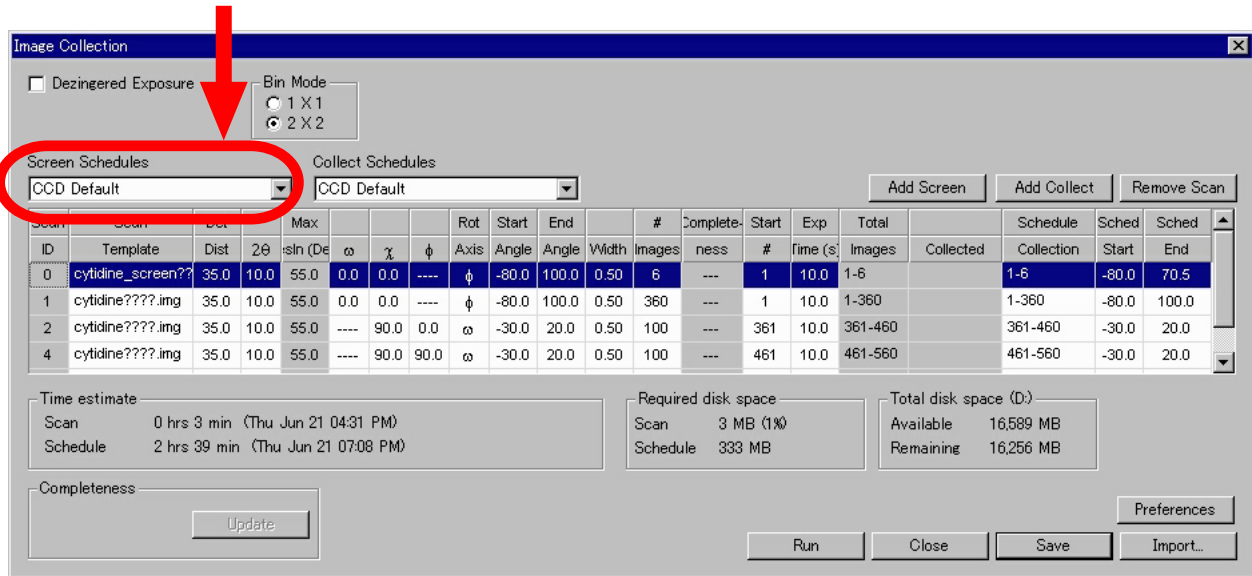 Image Collection
Dezingered Exposure
Bin Mode
1 X 1
2 X 2
Screen Schedules Collect Schedules
CCD Default CCD Default Add Screen Add Collect Remove Scan
Max Rot Start End # Complete- Start Exp Total Schedule Sched Sched
ID Template Dist 2θ esln (De ω χ ϕ Axis Angle Angle Width Images ness # Time (s) Images Collected Collection Start End
0 cytidine_screen?? 35.0 10.0 55.0 0.0 0.0 ---- ϕ -80.0 100.0 0.50 6 --- 1 10.0 1-6 1-6 -80.0 70.5
1 cytidine????.img 35.0 10.0 55.0 0.0 0.0 ---- ϕ -80.0 100.0 0.50 360 --- 1 10.0 1-360 1-360 -80.0 100.0
2 cytidine????.img 35.0 10.0 55.0 ---- 90.0 0.0 ω -30.0 20.0 0.50 100 --- 361 10.0 361-460 361-460 -30.0 20.0
4 cytidine????.img 35.0 10.0 55.0 ---- 90.0 90.0 ω -30.0 20.0 0.50 100 --- 461 10.0 461-560 461-560 -30.0 20.0
Time estimate Required disk space Total disk space (D:)
Scan 0 hrs 3 min (Thu Jun 21 04:31 PM) Scan 3 MB (1%) Available 16,589 MB
Schedule 2 hrs 39 min (Thu Jun 21 07:08 PM) Schedule 333 MB Remaining 16,256 MB
Completeness
Update
Preferences
Run Close Save Import...